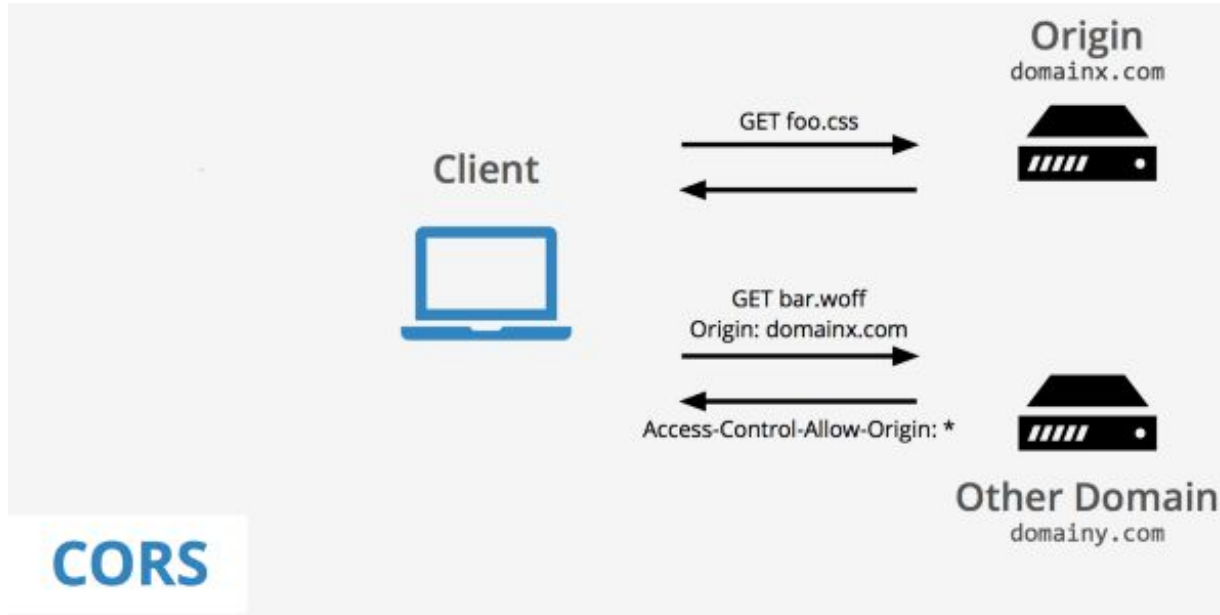 Origin
domainx.com
GET foo.css
Client
GET bar.woff
Origin: domainx.com
Access-Control-Allow-Origin: *
Other Domain
domainy.com
CORS